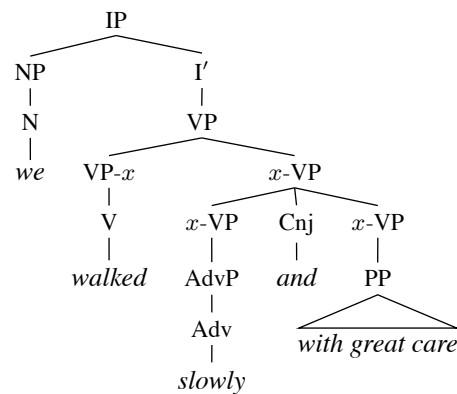 IP
NP I′
N VP
we VP-x x-VP
V x-VP Cnj x-VP
walked AdvP and PP
Adv with great care
slowly